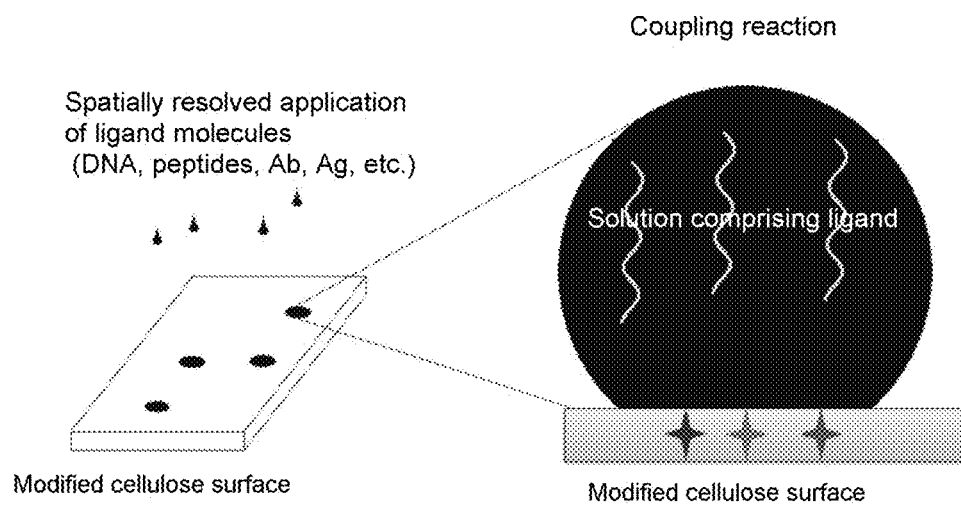 Coupling reaction
Spatially resolved application
of ligand molecules
(DNA, peptides, Ab, Ag, etc.)
Solution comprising ligand
Modified cellulose surface
Modified cellulose surface